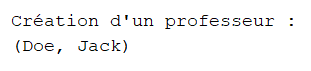 Création d'un professeur :
(Doe, Jack)